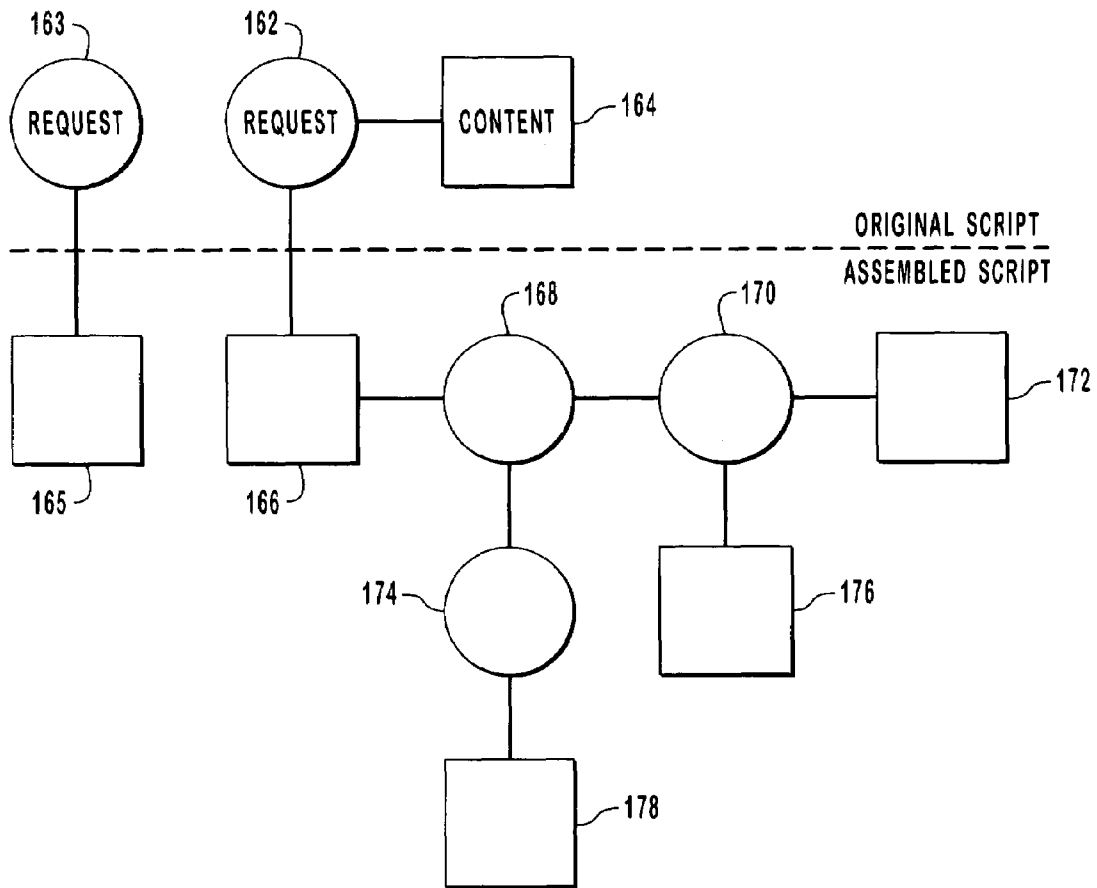 163
162
REQUEST
REQUEST
CONTENT
164
ORIGINAL SCRIPT
ASSEMBLED SCRIPT
168
170
172
165
166
174
176
178